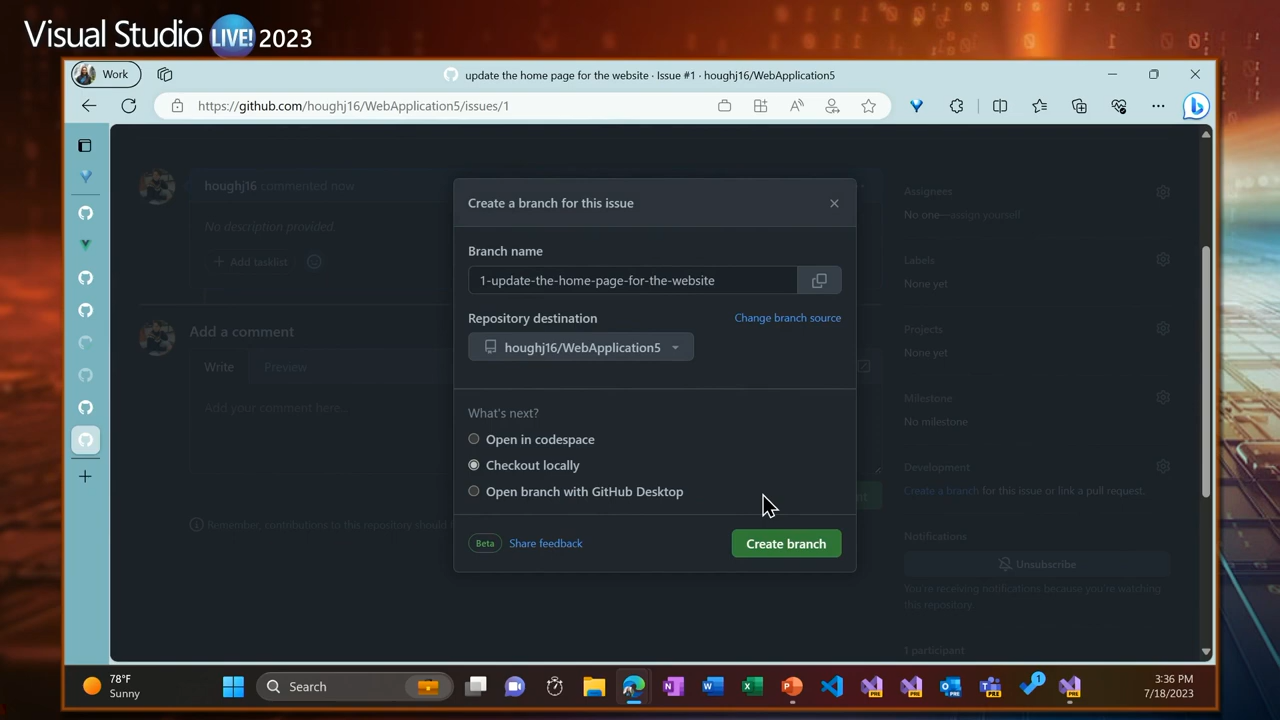 Visual Studio LIVE! 2023
Work
update the home page for the website · Issue #1 · houghj16/WebApplication5
https://github.com/houghj16/WebApplication5/issues/1
houghj16 commented now
No description provided.
Add tasklist
Add a comment
Write
Preview
Add your comment here...
Remember, contributions to this repository should
Create a branch for this issue
Branch name
1-update-the-home-page-for-the-website
Repository destination
Change branch source
houghj16/WebApplication5
What's next?
Open in codespace
Checkout locally
Open branch with GitHub Desktop
Beta
Share feedback
Create branch
Assignees
No one—assign yourself
Labels
None yet
Projects
None yet
Milestone
No milestone
Development
Create a branch for this issue or link a pull request.
Notifications
Unsubscribe
You're receiving notifications because you're watching
this repository.
1 participant
78°F
Sunny
Search
3:36 PM
7/18/2023